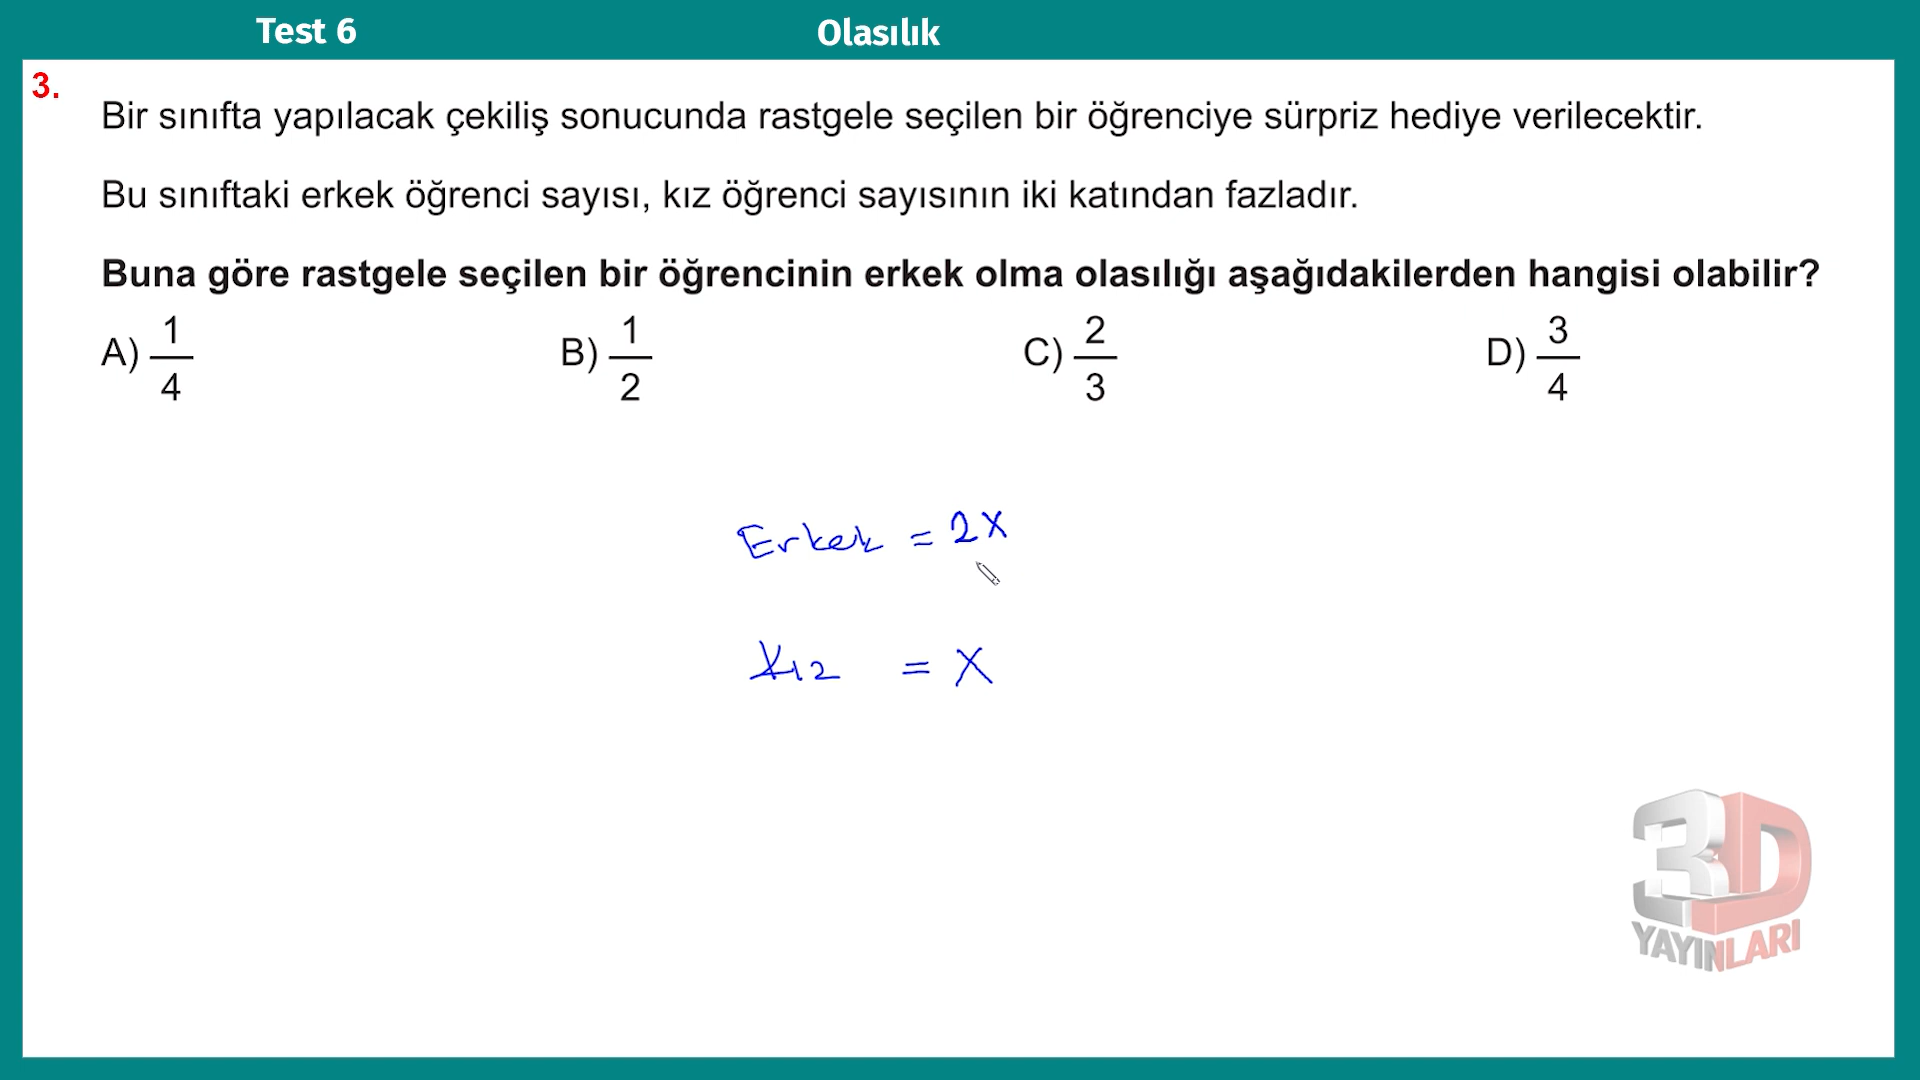 Test 6 Olasılık
3.
Bir sınıfta yapılacak çekiliş sonucunda rastgele seçilen bir öğrenciye sürpriz hediye verilecektir.
Bu sınıftaki erkek öğrenci sayısı, kız öğrenci sayısının iki katından fazladır.
Buna göre rastgele seçilen bir öğrencinin erkek olma olasılığı aşağıdakilerden hangisi olabilir?
A) 1/4 B) 1/2 C) 2/3 D) 3/4
Erkek = 2x
Kız = x
3D
YAYINLARI